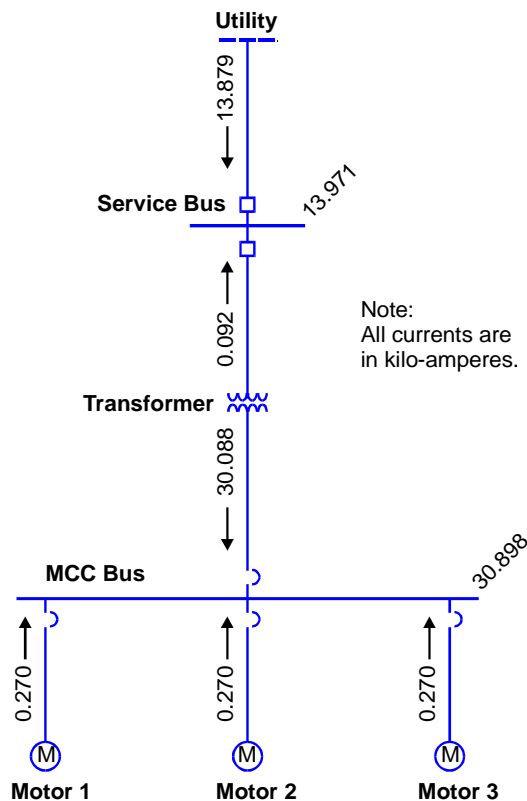 Utility
13.879
Service Bus
13.971
0.092
Note:
All currents are
in kilo-amperes.
Transformer
30.088
MCC Bus
30.898
0.270
0.270
0.270
M
M
M
Motor 1
Motor 2
Motor 3